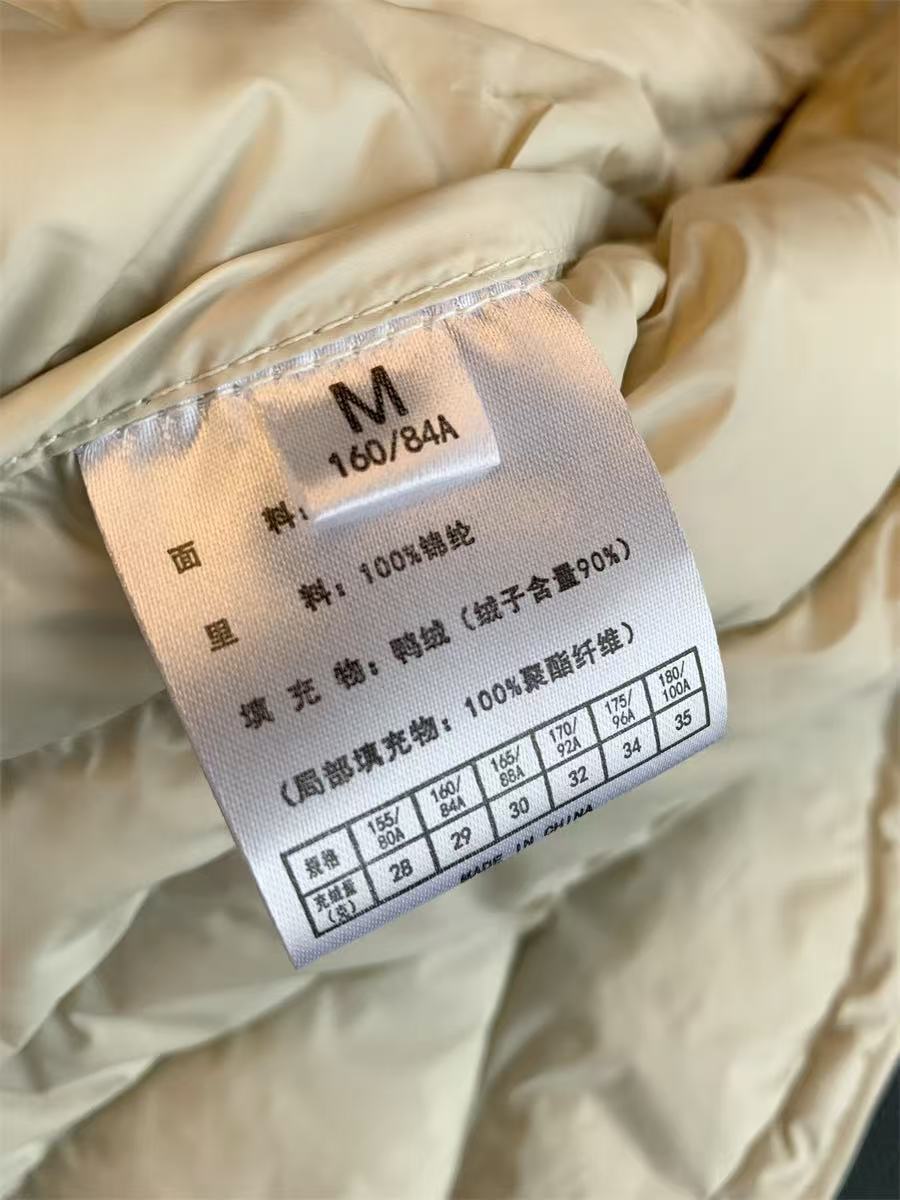 M
160/84A
面 料:
里 料: 100%锦纶
填 充 物: 鸭绒 (绒子含量90%)
(局部填充物: 100%聚酯纤维)
规格 155/80A 160/84A 165/88A 170/92A 175/96A 180/100A
充绒量(克) 28 29 30 32 34 35
MADE IN CHINA